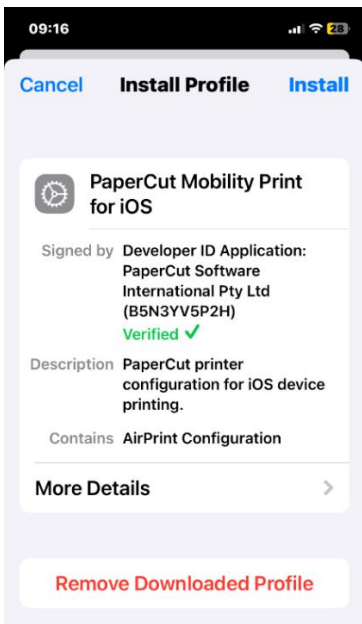 09:16
28
Cancel Install Profile Install
PaperCut Mobility Print
for iOS
Signed by Developer ID Application:
PaperCut Software
International Pty Ltd
(B5N3YV5P2H)
Verified ✓
Description PaperCut printer
configuration for iOS device
printing.
Contains AirPrint Configuration
More Details
Remove Downloaded Profile